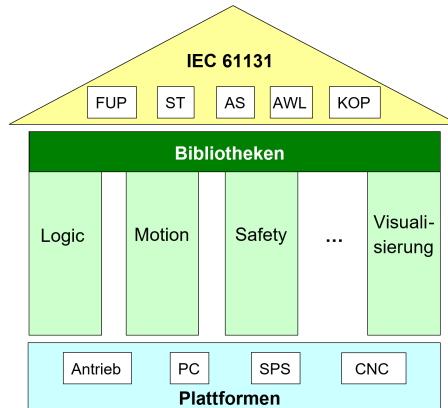 IEC 61131
FUP ST AS AWL KOP
Bibliotheken
Logic Motion Safety ... Visuali-
sierung
Antrieb PC SPS CNC
Plattformen